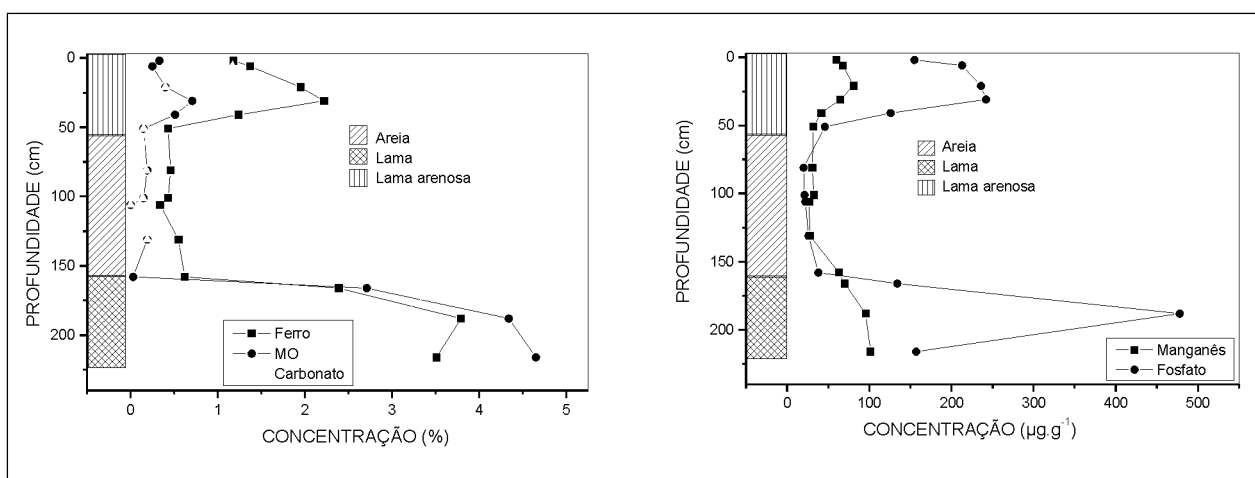 0
50
100
150
200
PROFUNDIDADE (cm)
Areia
Lama
Lama arenosa
Ferro
MO
Carbonato
0 1 2 3 4 5
CONCENTRAÇÃO (%)
0
50
100
150
200
PROFUNDIDADE (cm)
Areia
Lama
Lama arenosa
Manganês
Fosfato
0 100 200 300 400 500
CONCENTRAÇÃO (µg.g⁻¹)